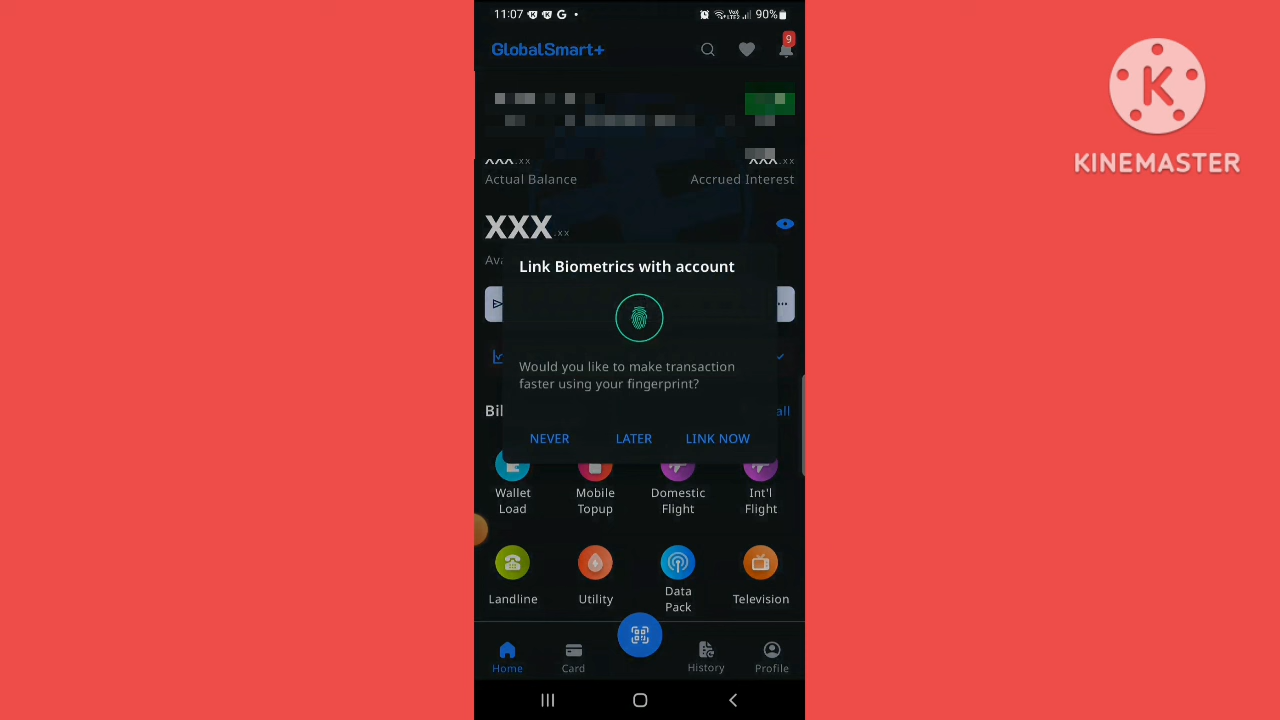 11:07
90%
GlobalSmart+
9
KINEMASTER
XXX.xx
XXX.xx
Actual Balance
Accrued Interest
XXX.xx
Link Biometrics with account
Would you like to make transaction
faster using your fingerprint?
NEVER
LATER
LINK NOW
Wallet
Load
Mobile
Topup
Domestic
Flight
Int'l
Flight
Landline
Utility
Data
Pack
Television
Home
Card
History
Profile